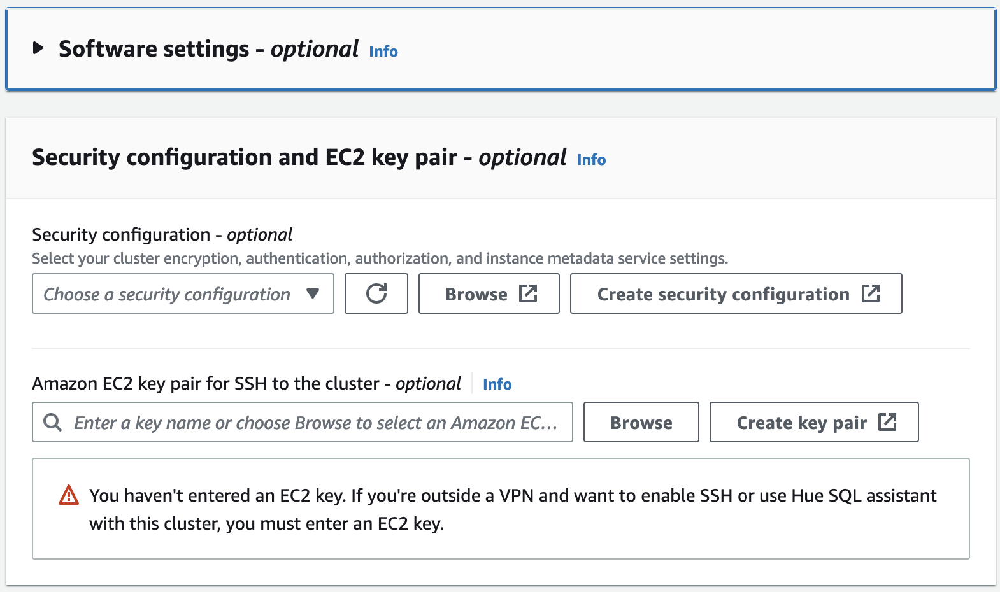 Software settings - optional Info
Security configuration and EC2 key pair - optional Info
Security configuration - optional
Select your cluster encryption, authentication, authorization, and instance metadata service settings.
Choose a security configuration Browse Create security configuration
Amazon EC2 key pair for SSH to the cluster - optional Info
Enter a key name or choose Browse to select an Amazon EC... Browse Create key pair
You haven't entered an EC2 key. If you're outside a VPN and want to enable SSH or use Hue SQL assistant
with this cluster, you must enter an EC2 key.